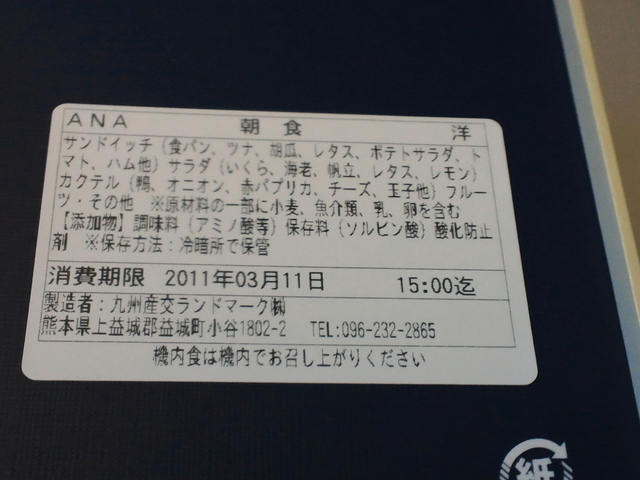 ANA 朝食 洋
サンドイッチ（食パン、ツナ、胡瓜、レタス、ポテトサラダ、ト
マト、ハム他）サラダ（いくら、海老、帆立、レタス、レモン）
カクテル（鴨、オニオン、赤パプリカ、チーズ、玉子他）フルー
ツ・その他 ※原材料の一部に小麦、魚介類、乳、卵を含む
【添加物】調味料（アミノ酸等）保存料（ソルビン酸）酸化防止
剤 ※保存方法：冷暗所で保管
消費期限 2011年03月11日 15:00迄
製造者：九州産交ランドマーク㈱
熊本県上益城郡益城町小谷1802-2 TEL:096-232-2865
機内食は機内でお召し上がりください
紙